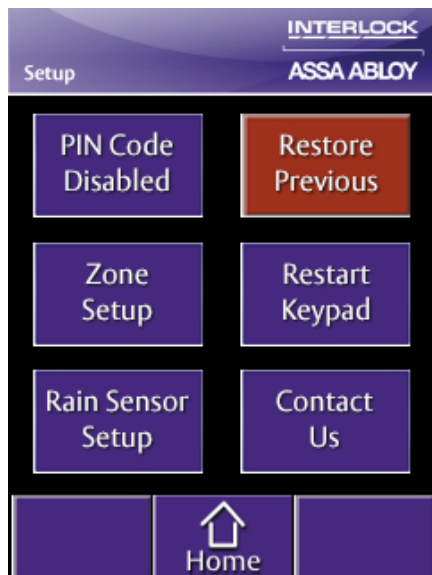 INTERLOCK
Setup
ASSA ABLOY
PIN Code
Disabled
Restore
Previous
Zone
Setup
Restart
Keypad
Rain Sensor
Setup
Contact
Us
Home